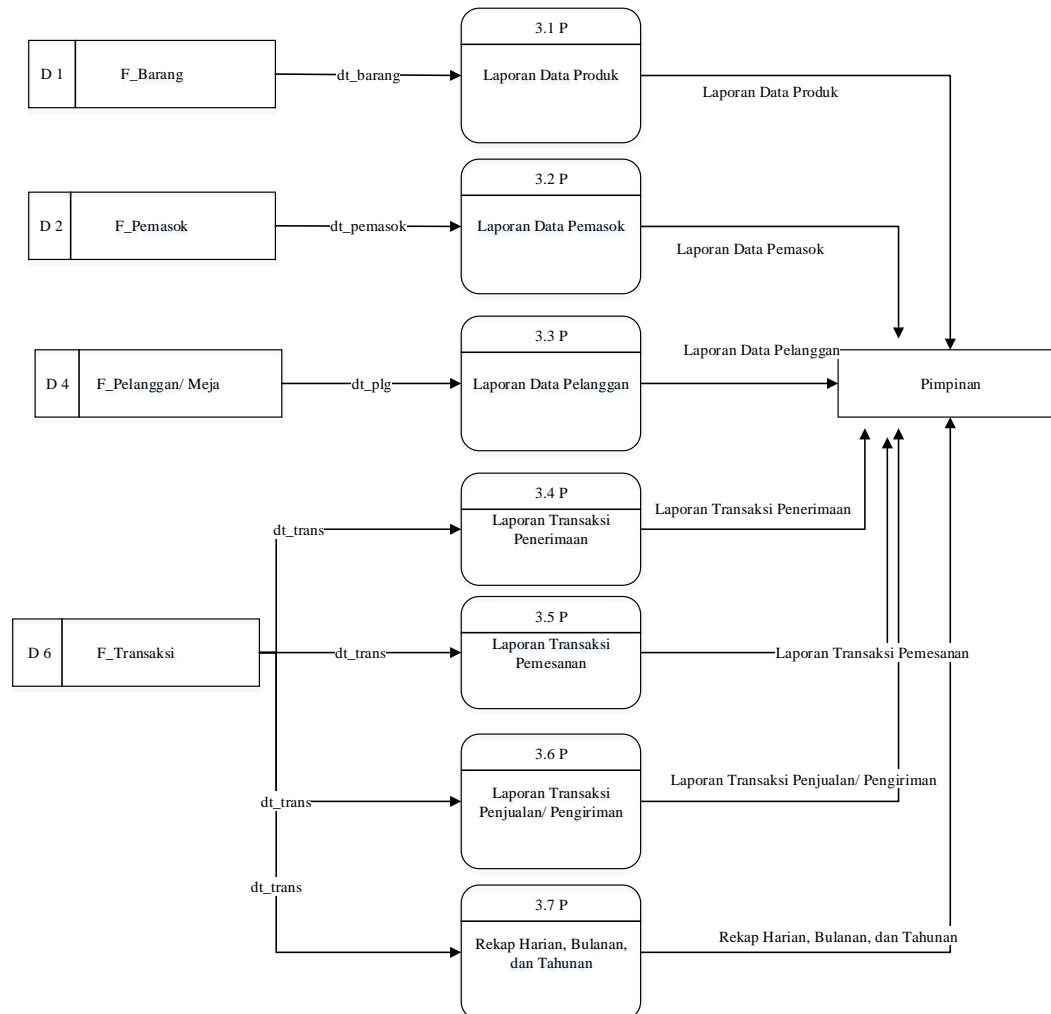 3.1 P
D 1
F_Barang
dt_barang
Laporan Data Produk
Laporan Data Produk
3.2 P
D 2
F_Pemasok
dt_pemasok
Laporan Data Pemasok
Laporan Data Pemasok
3.3 P
D 4
F_Pelanggan/ Meja
dt_plg
Laporan Data Pelanggan
Laporan Data Pelanggan
Pimpinan
3.4 P
dt_trans
Laporan Transaksi
Penerimaan
Laporan Transaksi Penerimaan
3.5 P
D 6
F_Transaksi
dt_trans
Laporan Transaksi
Pemesanan
Laporan Transaksi Pemesanan
3.6 P
dt_trans
Laporan Transaksi
Penjualan/ Pengiriman
Laporan Transaksi Penjualan/ Pengiriman
3.7 P
dt_trans
Rekap Harian, Bulanan,
dan Tahunan
Rekap Harian, Bulanan, dan Tahunan